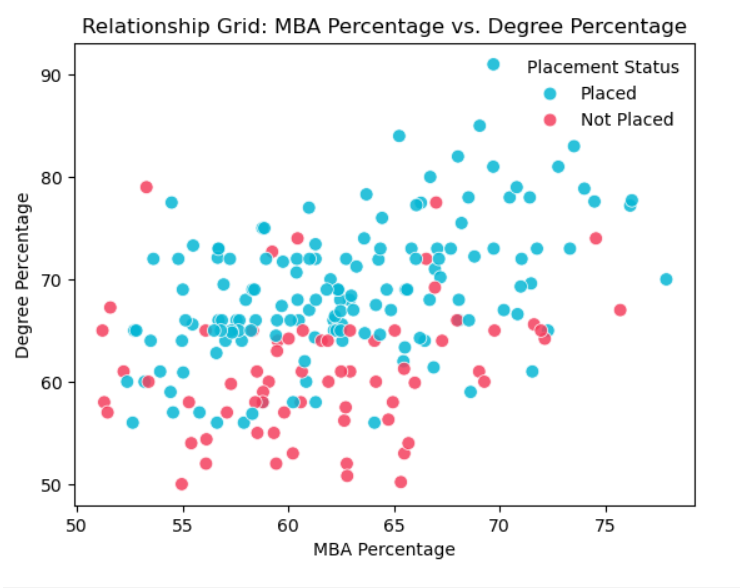 Relationship Grid: MBA Percentage vs. Degree Percentage
Placement Status
Placed
Not Placed
90
80
70
60
50
Degree Percentage
50 55 60 65 70 75
MBA Percentage